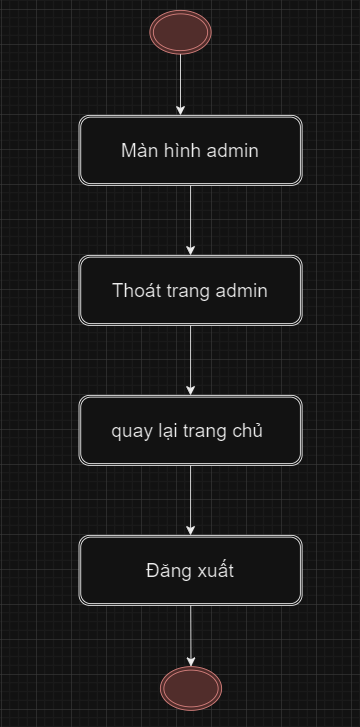 Màn hình admin
Thoát trang admin
quay lại trang chủ
Đăng xuất